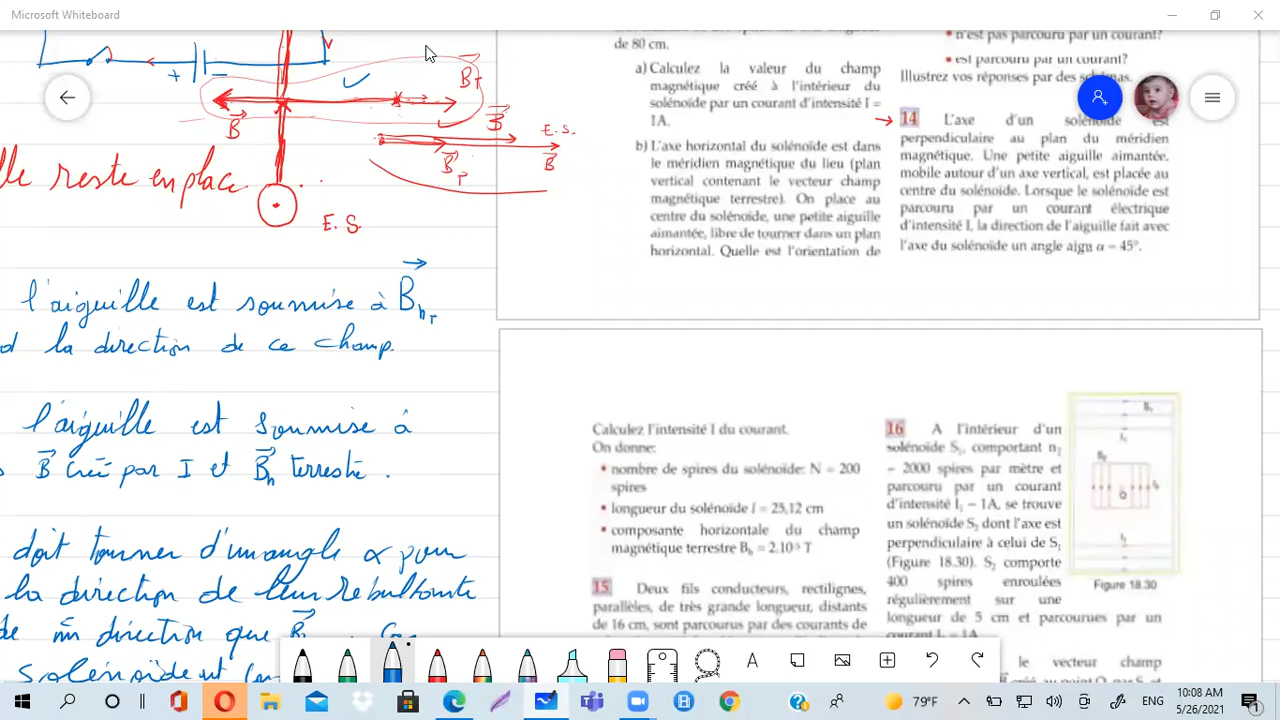 Microsoft Whiteboard
+ −
B
B_T
B
E.S.
B_T
B
lle reste en place. . .
E. S.
l'aiguille est soumise à B_hT
la direction de ce champ.
l'aiguille est soumise à
B créé par I et B_h terrestre.
doit tourner d'un angle α pour
la direction de leur résultante
de m̄ direction que B
solénoïde
de 80 cm.
a) Calculez la valeur du champ
magnétique créé à l'intérieur du
solénoïde par un courant d'intensité I =
1A.
b) L'axe horizontal du solénoïde est dans
le méridien magnétique du lieu (plan
vertical contenant le vecteur champ
magnétique terrestre). On place au
centre du solénoïde, une petite aiguille
aimantée, libre de tourner dans un plan
horizontal. Quelle est l'orientation de
• n'est pas parcouru par un courant?
• est parcouru par un courant?
Illustrez vos réponses par des schémas.
14 L'axe d'un solénoïde est
perpendiculaire au plan du méridien
magnétique. Une petite aiguille aimantée,
mobile autour d'un axe vertical, est placée au
centre du solénoïde. Lorsque le solénoïde est
parcouru par un courant électrique
d'intensité I, la direction de l'aiguille fait avec
l'axe du solénoïde un angle aigu α = 45°.
Calculez l'intensité I du courant.
On donne:
• nombre de spires du solénoïde: N = 200
spires
• longueur du solénoïde l = 25,12 cm
• composante horizontale du champ
magnétique terrestre B_h = 2.10⁻⁵ T
15 Deux fils conducteurs, rectilignes,
parallèles, de très grande longueur, distants
de 16 cm, sont parcourus par des courants de
16 A l'intérieur d'un
solénoïde S₁, comportant n₁
= 2000 spires par mètre et
parcouru par un courant
d'intensité I₁ = 1A, se trouve
un solénoïde S₂ dont l'axe est
perpendiculaire à celui de S₁
(Figure 18.30). S₂ comporte
400 spires enroulées
régulièrement sur une
longueur de 5 cm et parcourues par un
le vecteur champ
Figure 18.30
A
79°F
ENG
10:08 AM
5/26/2021